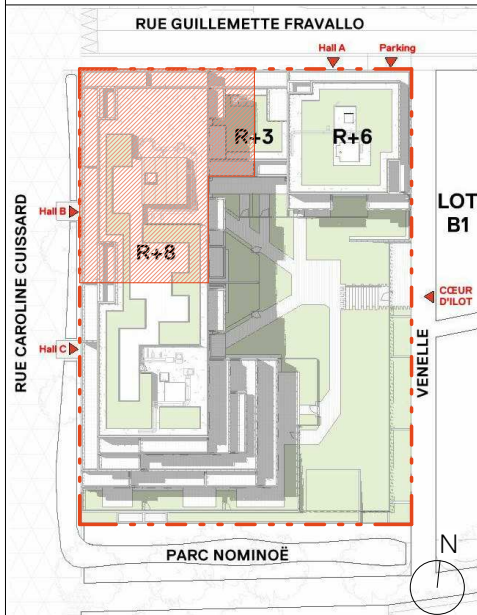 RUE GUILLEMETTE FRAVALLO
Hall A
Parking
R+3
R+6
LOT
B1
Hall B
R+8
CŒUR
D'ILOT
RUE CAROLINE CUISSARD
Hall C
VENELLE
PARC NOMINOË
N